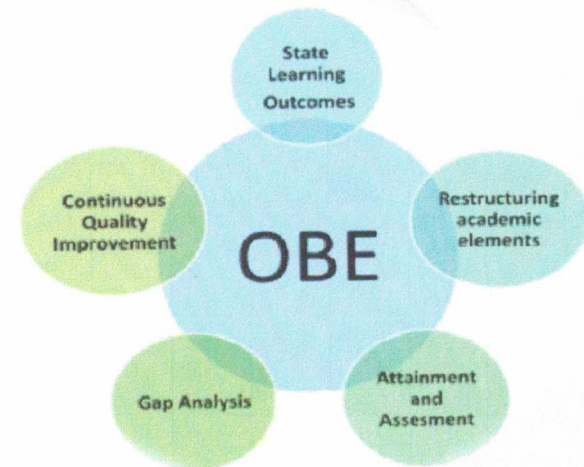 State
Learning
Outcomes
Restructuring
academic
elements
Attainment
and
Assesment
Gap Analysis
Continuous
Quality
Improvement
OBE